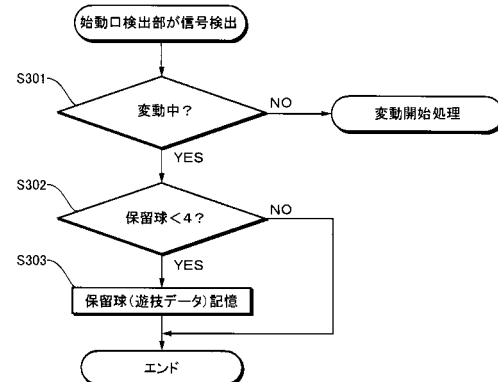 始動口検出部が信号検出
S301
変動中？
NO
変動開始処理
YES
S302
保留球＜4？
NO
YES
S303
保留球（遊技データ）記憶
エンド